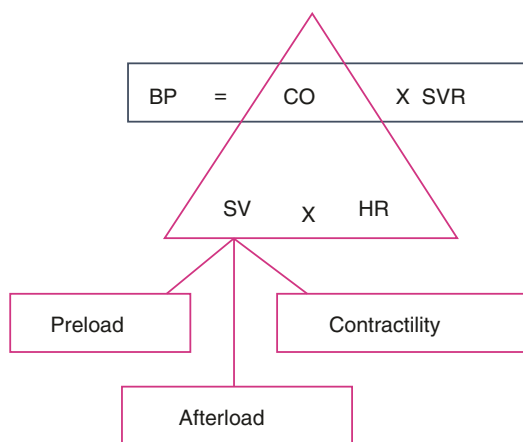 BP = CO X SVR
SV X HR
Preload
Contractility
Afterload